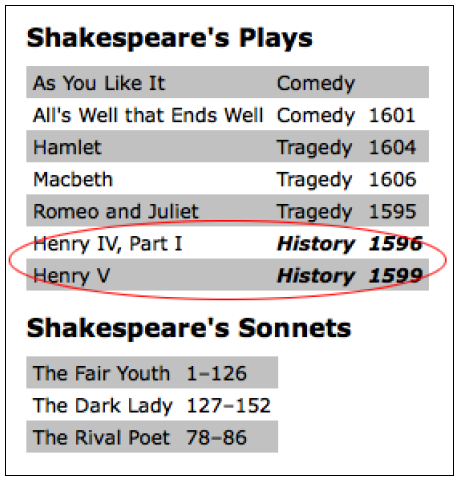 Shakespeare's Plays
As You Like It Comedy
All's Well that Ends Well Comedy 1601
Hamlet Tragedy 1604
Macbeth Tragedy 1606
Romeo and Juliet Tragedy 1595
Henry IV, Part I History 1596
Henry V History 1599
Shakespeare's Sonnets
The Fair Youth 1–126
The Dark Lady 127–152
The Rival Poet 78–86